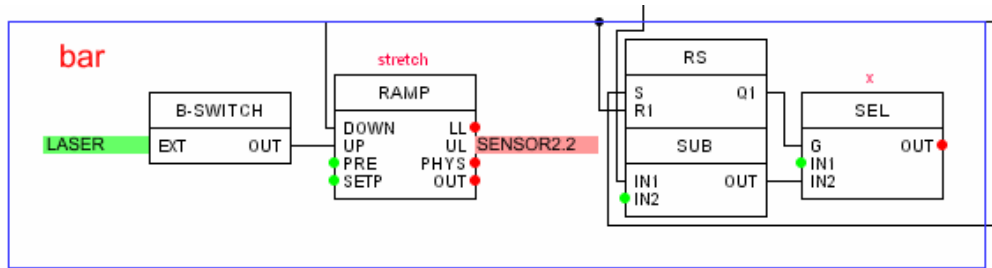 bar
stretch
B-SWITCH
LASER
EXT OUT
RAMP
DOWN LL
UP UL
PRE PHYS
SETP OUT
SENSOR2.2
RS
S Q1
R1
SUB
IN1 OUT
IN2
x
SEL
G OUT
IN1
IN2